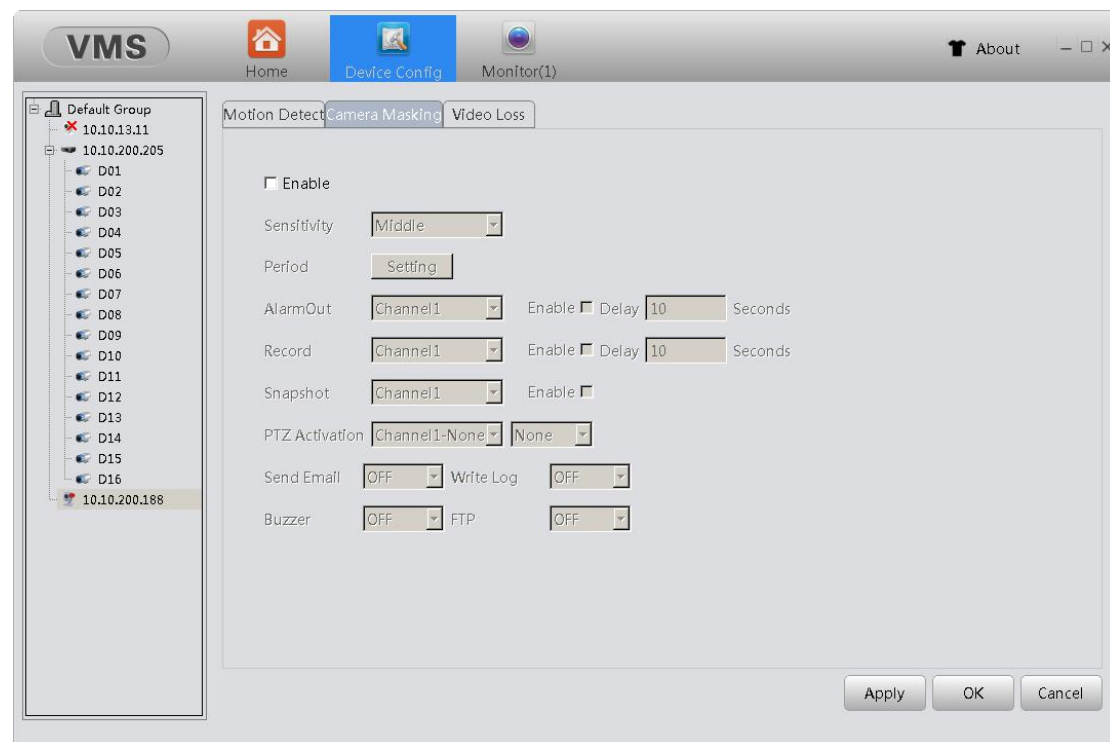 VMS
Home
Device Config
Monitor(1)
About
Default Group
10.10.13.11
10.10.200.205
D01
D02
D03
D04
D05
D06
D07
D08
D09
D10
D11
D12
D13
D14
D15
D16
10.10.200.188
Motion Detect Camera Masking Video Loss
Enable
Sensitivity Middle
Period Setting
AlarmOut Channel1 Enable Delay 10 Seconds
Record Channel1 Enable Delay 10 Seconds
Snapshot Channel1 Enable
PTZ Activation Channel1-None None
Send Email OFF Write Log OFF
Buzzer OFF FTP OFF
Apply OK Cancel